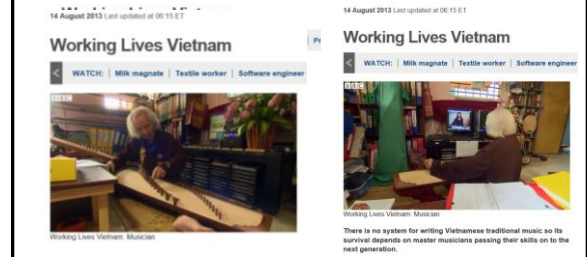 14 August 2013 Last updated at 06:15 ET
Working Lives Vietnam
WATCH: | Milk magnate | Textile worker | Software engineer
BBC
Working Lives Vietnam: Musician
14 August 2013 Last updated at 06:15 ET
Working Lives Vietnam
WATCH: | Milk magnate | Textile worker | Software engineer
BBC
Working Lives Vietnam: Musician
There is no system for writing Vietnamese traditional music so its
survival depends on master musicians passing their skills on to the
next generation.